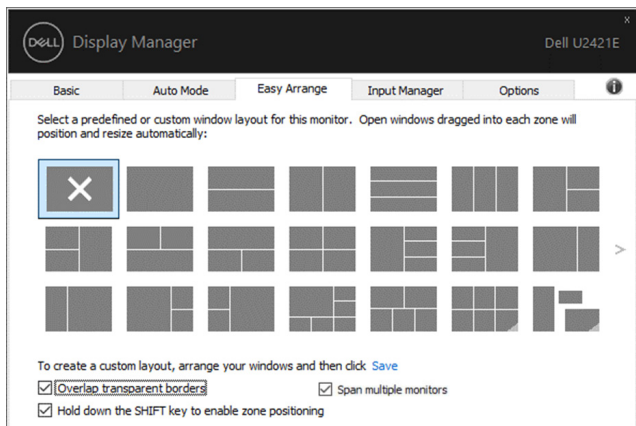 x
DELL Display Manager
Dell U2421E
Basic Auto Mode Easy Arrange Input Manager Options i
Select a predefined or custom window layout for this monitor. Open windows dragged into each zone will
position and resize automatically:
To create a custom layout, arrange your windows and then click Save
Overlap transparent borders Span multiple monitors
Hold down the SHIFT key to enable zone positioning